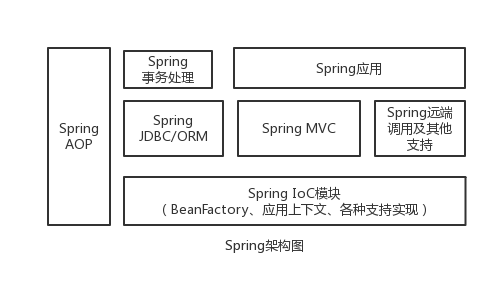 Spring
事务处理
Spring应用
Spring
AOP
Spring
JDBC/ORM
Spring MVC
Spring远端
调用及其他
支持
Spring IoC模块
（BeanFactory、应用上下文、各种支持实现）
Spring架构图